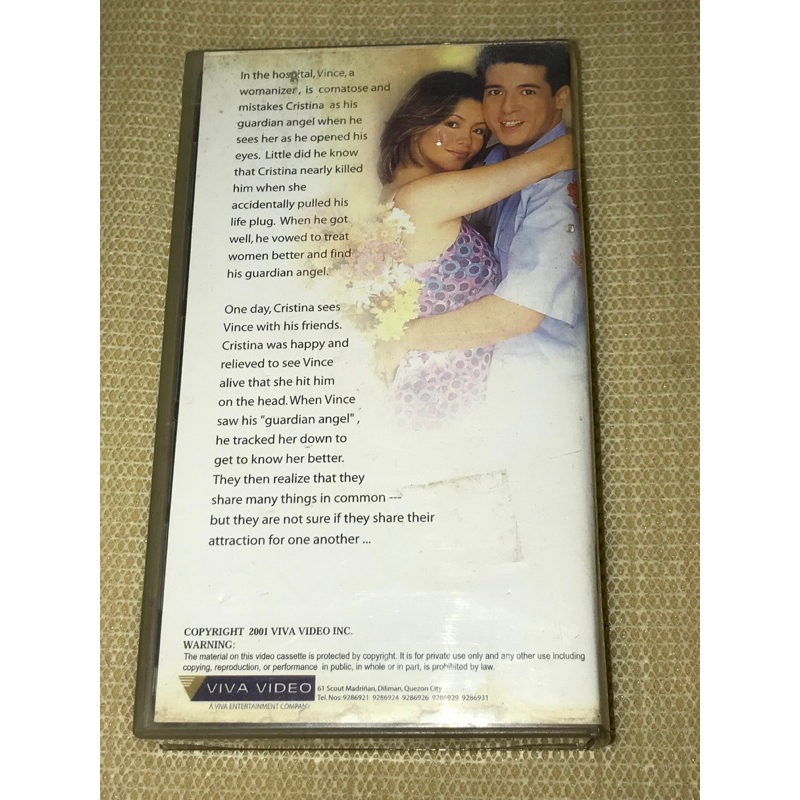 In the hospital, Vince, a
womanizer, is comatose and
mistakes Cristina as his
guardian angel when he
sees her as he opened his
eyes. Little did he know
that Cristina nearly killed
him when she
accidentally pulled his
life plug. When he got
well, he vowed to treat
women better and find
his guardian angel.
One day, Cristina sees
Vince with his friends.
Cristina was happy and
relieved to see Vince
alive that she hit him
on the head. When Vince
saw his "guardian angel" ,
he tracked her down to
get to know her better.
They then realize that they
share many things in common ---
but they are not sure if they share their
attraction for one another ...
COPYRIGHT 2001 VIVA VIDEO INC.
WARNING:
The material on this video cassette is protected by copyright. It is for private use only and any other use including
copying, reproduction, or performance in public, in whole or in part, is prohibited by law.
VIVA VIDEO
61 Scout Madriñan, Diliman, Quezon City
Tel. Nos: 9286921 9286924 9286926 9286929 9286931
A VIVA ENTERTAINMENT COMPANY